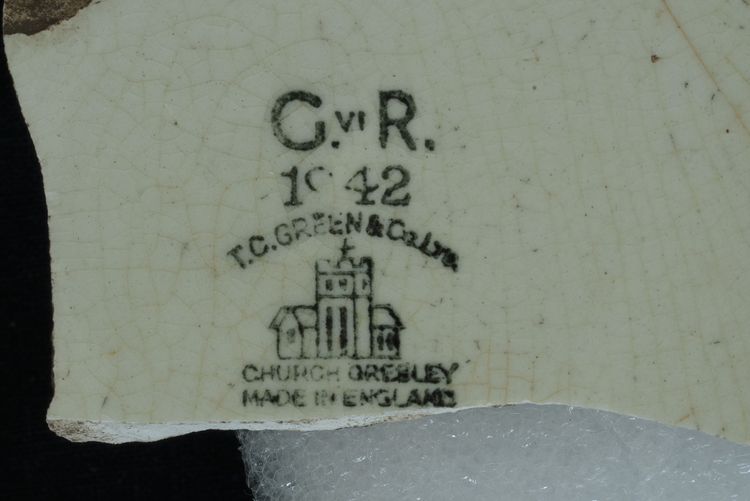 G.VI R.
1942
T.G. GREEN & Co. LTD.
CHURCH GRESLEY
MADE IN ENGLAND